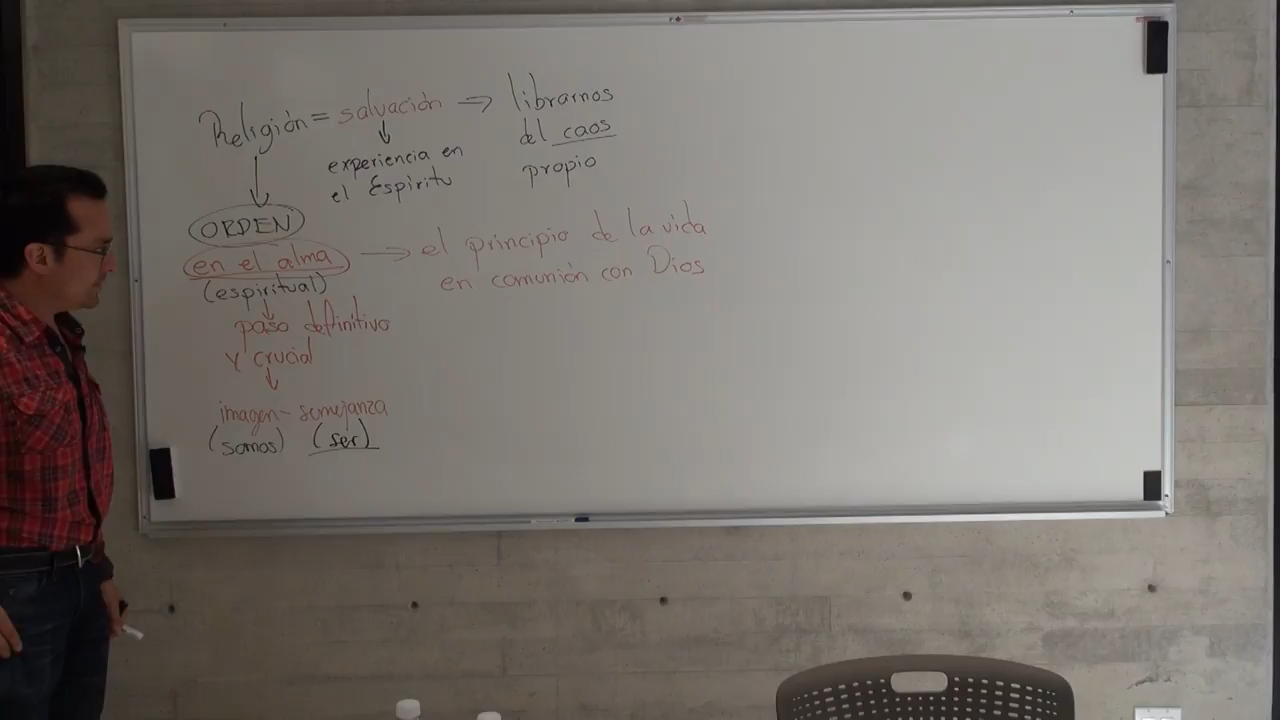 Religión = salvación → librarnos
del caos
propio
↓
experiencia en
el Espíritu
↓
ORDEN
en el alma → el principio de la vida
en comunión con Dios
(espiritual)
↓
paso definitivo
y crucial
↓
imagen - semejanza
(somos) (ser)